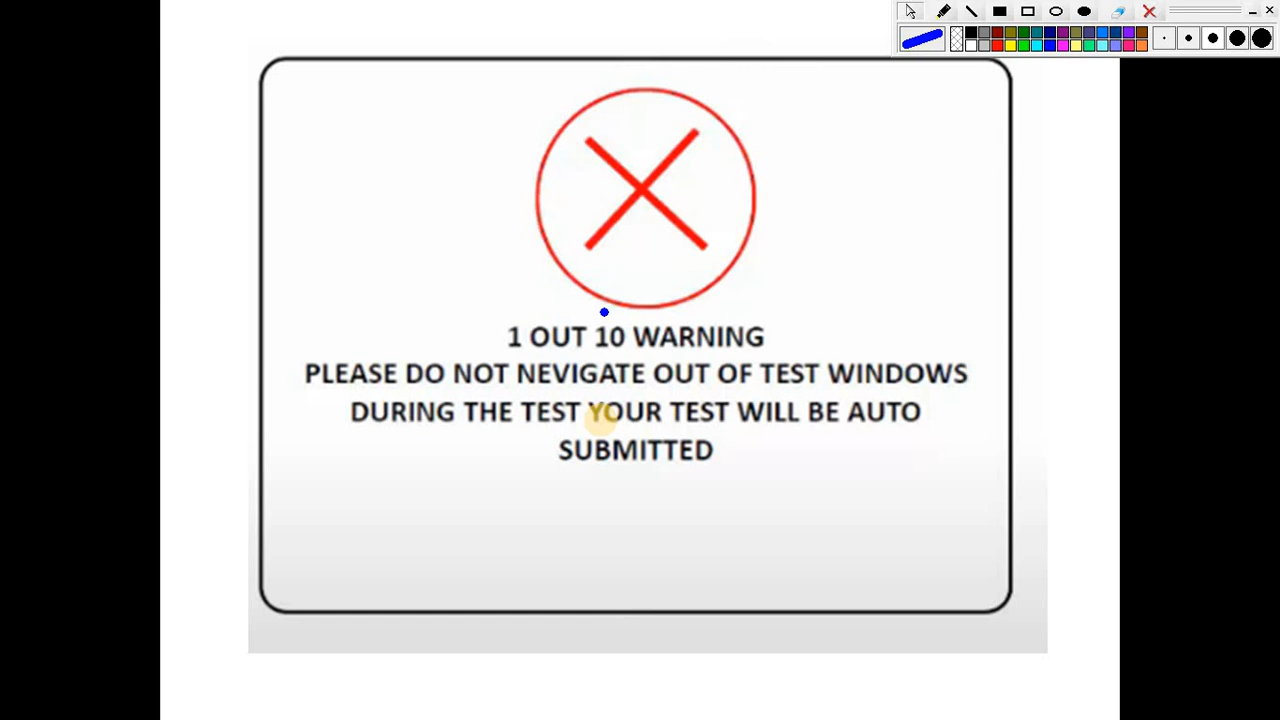 1 OUT 10 WARNING
PLEASE DO NOT NEVIGATE OUT OF TEST WINDOWS
DURING THE TEST YOUR TEST WILL BE AUTO
SUBMITTED